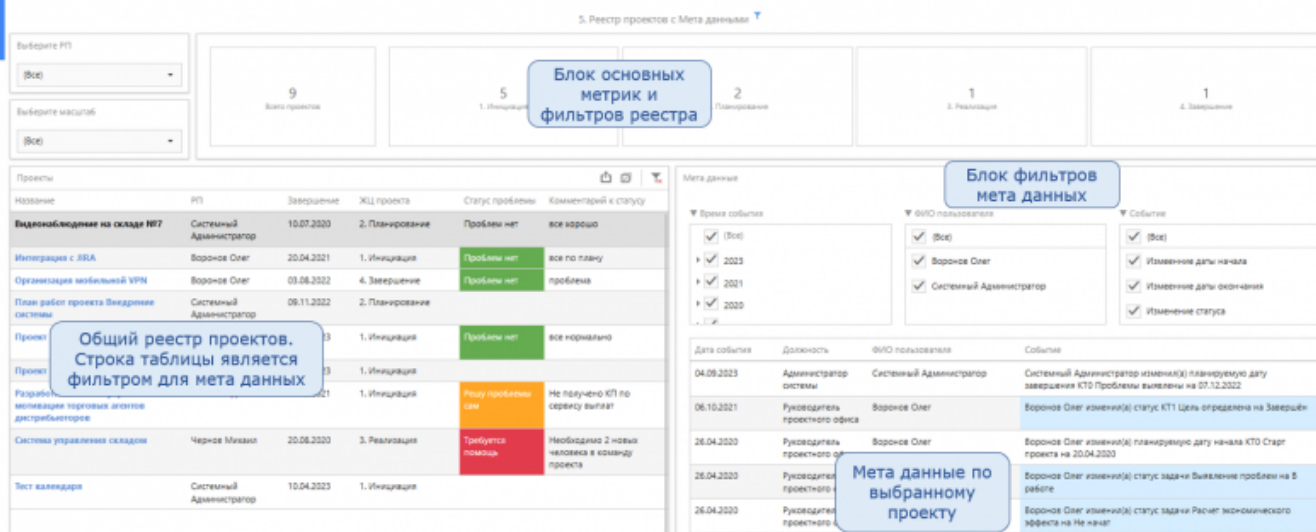 5. Реестр проектов с Мета данными
Выберите РП
(Все)
Выберите масштаб
(Все)
9
Всего проектов
5
1. Инициация
2
Планирование
1
3. Реализация
1
4. Завершение
Блок основных
метрик и
фильтров реестра
Проекты
Название РП Завершение ЖЦ проекта Статус проблемы Комментарий к статусу
Видеонаблюдение на складе №7 Системный Администратор 10.07.2020 2. Планирование Проблем нет все хорошо
Интеграция с JIRA Воронов Олег 20.04.2021 1. Инициация Проблем нет все по плану
Организация мобильной VPN Воронов Олег 03.08.2022 4. Завершение Проблем нет проблема
План работ проекта Внедрение системы Системный Администратор 09.11.2022 2. Планирование
Проект 1. Инициация Проблем нет все нормально
Проект 1. Инициация
Разработ
мотивации торговых агентов
дистрибьюторов
1. Инициация Решу проблемы сам Не получено КП по сервису выплат
Система управления складом Чернов Михаил 20.08.2020 3. Реализация Требуется помощь Необходимо 2 новых человека в команду проекта
Тест календаря Системный Администратор 10.04.2023 1. Инициация
Общий реестр проектов.
Строка таблицы является
фильтром для мета данных
Мета данные
Блок фильтров
мета данных
Время события
(Все)
2023
2021
2020
ФИО пользователя
(Все)
Воронов Олег
Системный Администратор
Событие
(Все)
Изменение даты начала
Изменение даты окончания
Изменение статуса
Дата события Должность ФИО пользователя Событие
04.09.2023 Администратор системы Системный Администратор Системный Администратор изменил(а) планируемую дату завершения КТ0 Проблемы выявлены на 07.12.2022
06.10.2021 Руководитель проектного офиса Воронов Олег Воронов Олег изменил(а) статус КТ1 Цель определена на Завершён
28.04.2020 Руководитель проектного Воронов Олег Воронов Олег изменил(а) планируемую дату начала КТ0 Старт проекта на 20.04.2020
26.04.2020 Руководител проектного Воронов Олег изменил(а) статус задачи Выявление проблем на В работе
26.04.2020 Руководител проектного Воронов Олег изменил(а) статус задачи Расчет экономического эффекта на Не начат
Мета данные по
выбранному
проекту